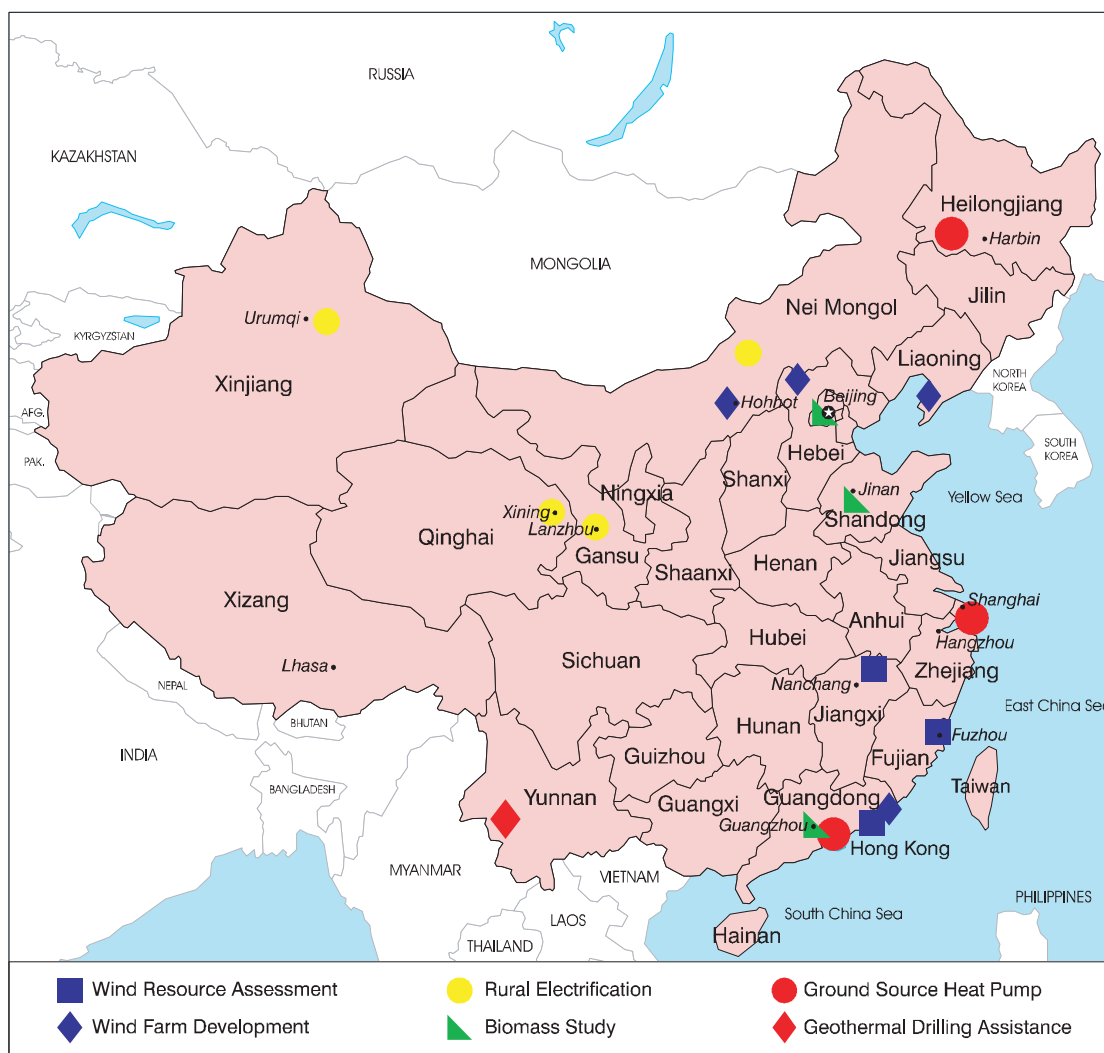 RUSSIA
KAZAKHSTAN
Heilongjiang
Harbin
MONGOLIA
Jilin
Nei Mongol
Urumqi
KYRGYZSTAN
Liaoning
NORTH
KOREA
Xinjiang
Beijing
Hohhot
AFG.
SOUTH
KOREA
PAK.
Hebei
Shanxi
Ningxia
Jinan
Yellow Sea
Xining
Shandong
Lanzhou
Qinghai
Gansu
Jiangsu
Henan
Shaanxi
Xizang
Shanghai
Anhui
Hubei
Hangzhou
Sichuan
Lhasa
Zhejiang
Nanchang
NEPAL
East China Sea
Jiangxi
BHUTAN
Hunan
Fuzhou
INDIA
Guizhou
Fujian
BANGLADESH
Taiwan
Yunnan
Guangxi
Guangdong
Guangzhou
Hong Kong
MYANMAR
VIETNAM
PHILIPPINES
South China Sea
LAOS
Hainan
THAILAND
Wind Resource Assessment
Rural Electrification
Ground Source Heat Pump
Wind Farm Development
Biomass Study
Geothermal Drilling Assistance